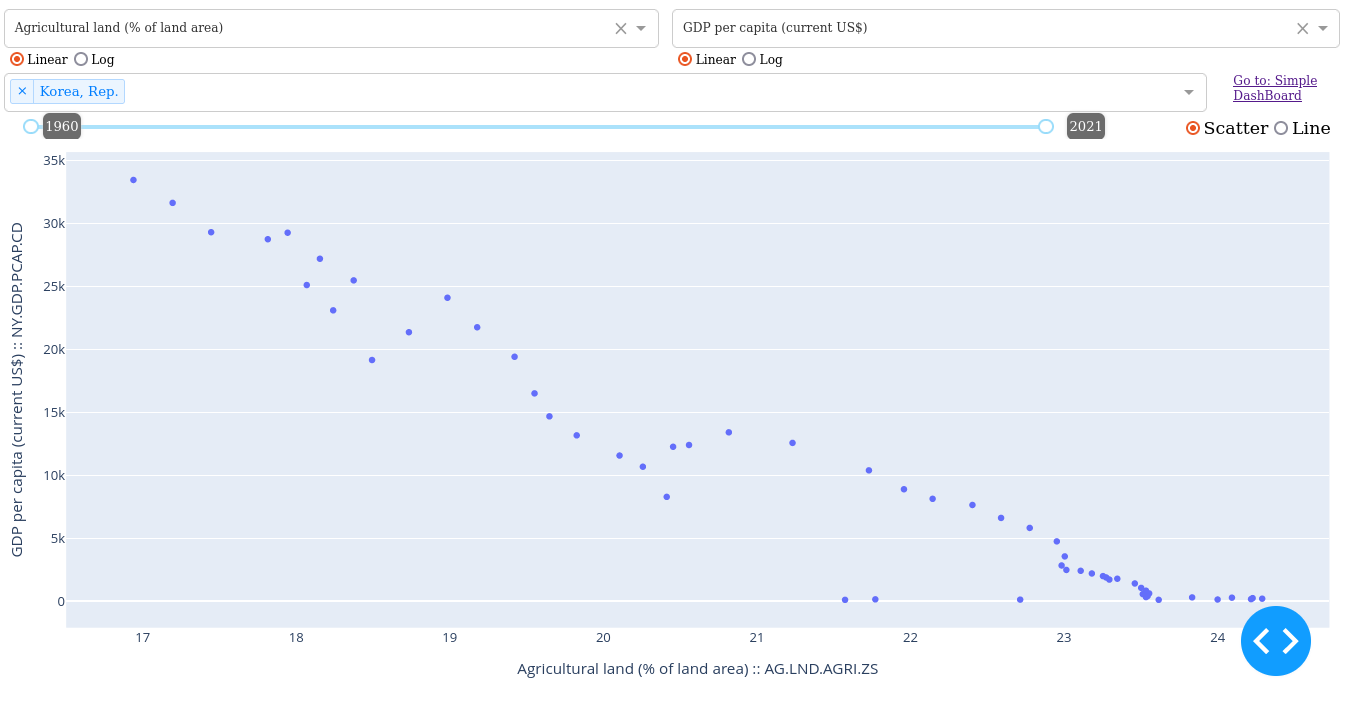 Agricultural land (% of land area)
GDP per capita (current US$)
Linear Log
Linear Log
× Korea, Rep.
Go to: Simple
DashBoard
1960
2021
Scatter Line
35k
30k
25k
20k
15k
10k
5k
0
GDP per capita (current US$) :: NY.GDP.PCAP.CD
17 18 19 20 21 22 23 24
Agricultural land (% of land area) :: AG.LND.AGRI.ZS